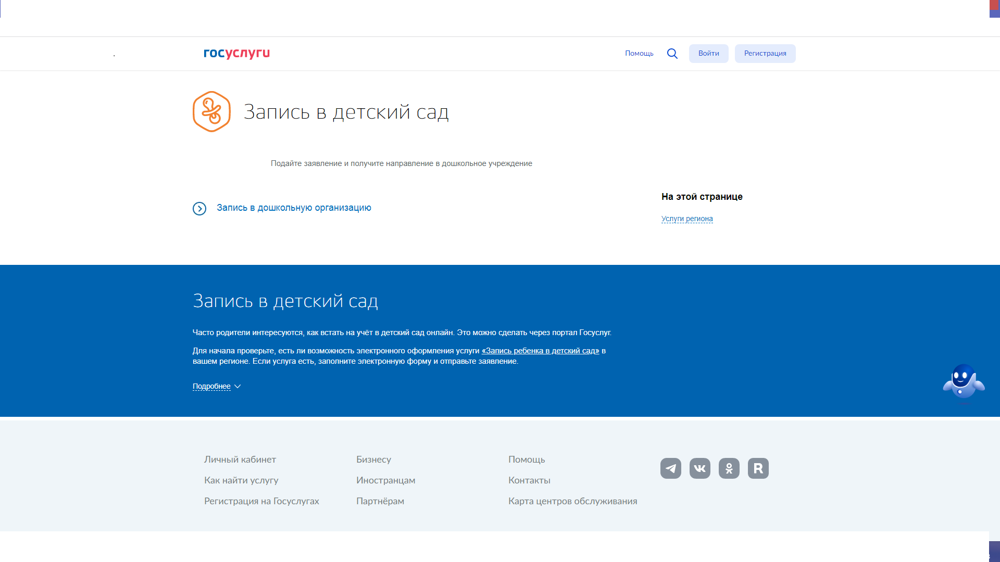 .
госуслуги
Помощь
Войти
Регистрация
Запись в детский сад
Подайте заявление и получите направление в дошкольное учреждение
Запись в дошкольную организацию
На этой странице
Услуги региона
Запись в детский сад
Часто родители интересуются, как встать на учёт в детский сад онлайн. Это можно сделать через портал Госуслуг.
Для начала проверьте, есть ли возможность электронного оформления услуги «Запись ребенка в детский сад» в
вашем регионе. Если услуга есть, заполните электронную форму и отправьте заявление.
Подробнее
Личный кабинет
Как найти услугу
Регистрация на Госуслугах
Бизнесу
Иностранцам
Партнёрам
Помощь
Контакты
Карта центров обслуживания
R